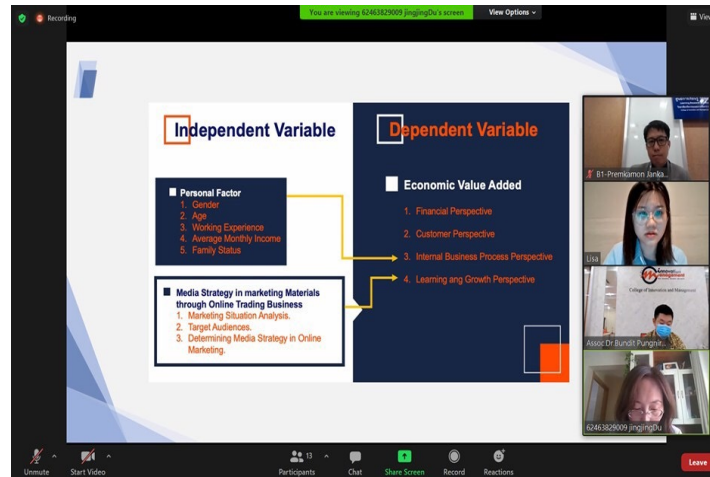 Recording
You are viewing 62463829009 jingjingDu's screen
View Options
View
Independent Variable
Personal Factor
1. Gender
2. Age
3. Working Experience
4. Average Monthly Income
5. Family Status
Media Strategy in marketing Materials
through Online Trading Business
1. Marketing Situation Analysis.
2. Target Audiences.
3. Determining Media Strategy in Online
Marketing.
Dependent Variable
Economic Value Added
1. Financial Perspective
2. Customer Perspective
3. Internal Business Process Perspective
4. Learning ang Growth Perspective
B1-Premkamon Janka...
Lisa
College of Innovation and Management
Assoc.Dr.Bundit Pungnir...
62463829009 jingjingDu
Unmute
Start Video
13
Participants
Chat
Share Screen
Record
Reactions
Leave